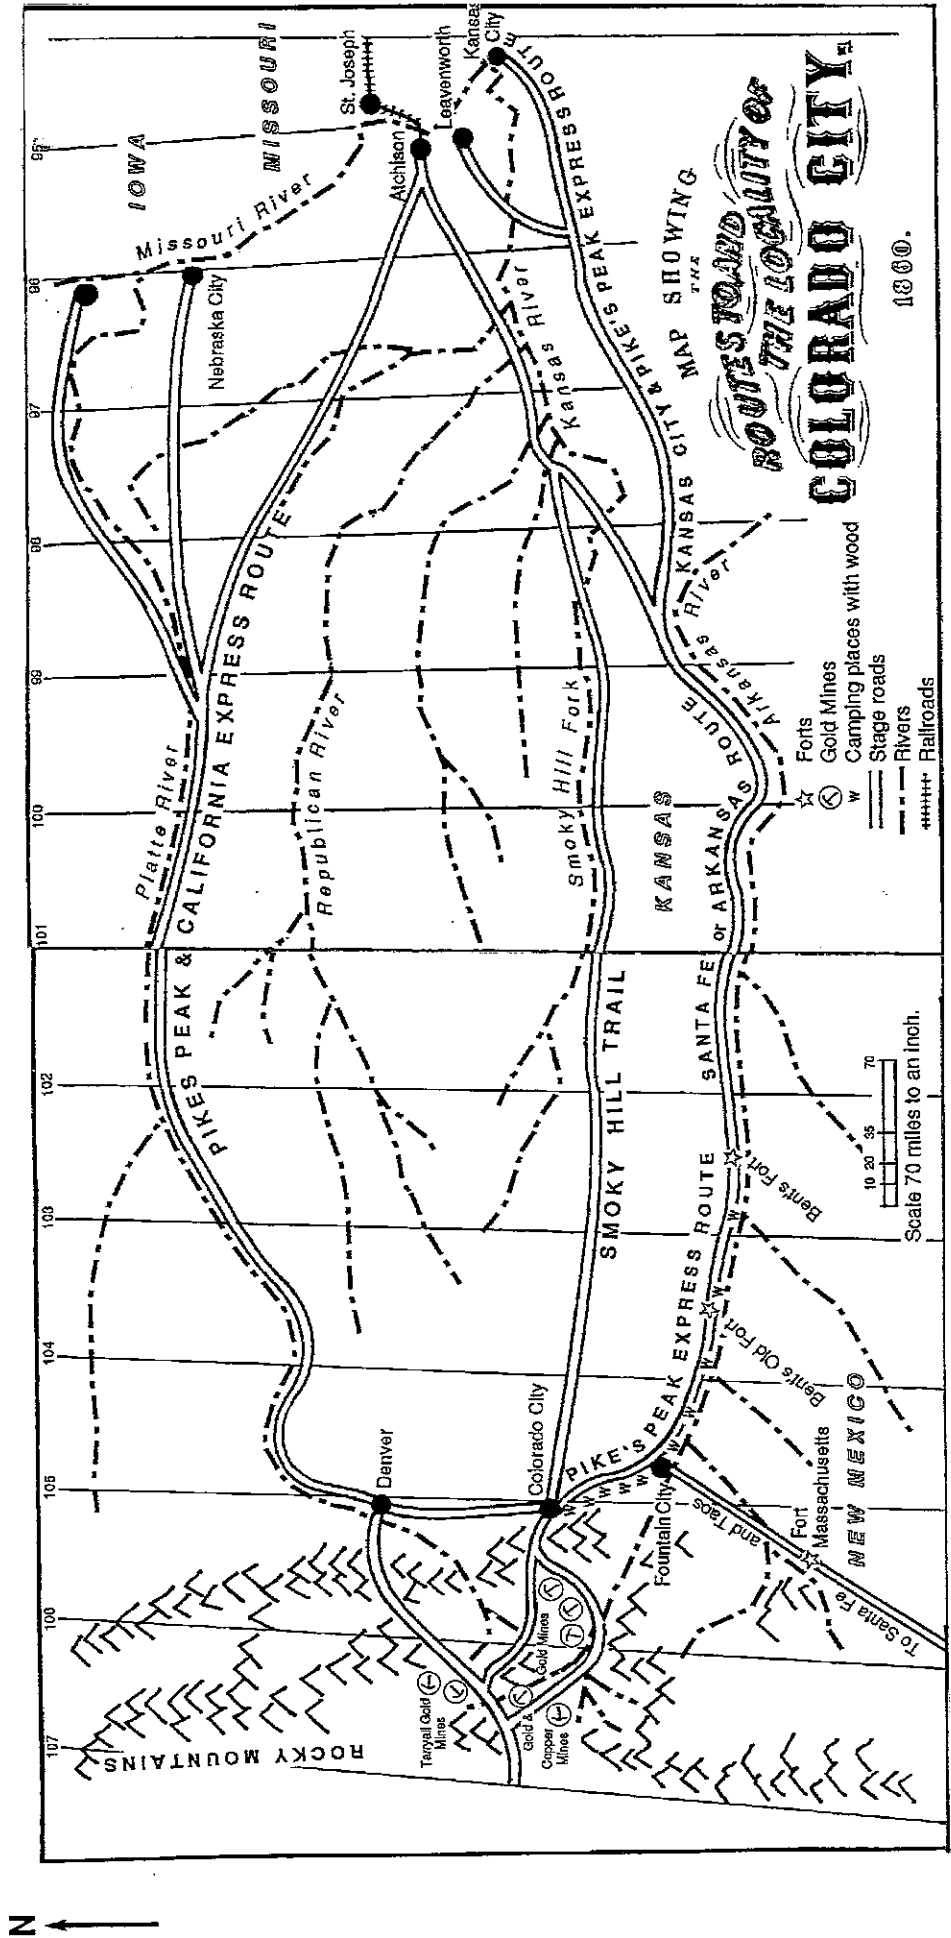 N
107
106
105
104
103
102
101
100
99
98
97
96
95
ROCKY MOUNTAINS
IOWA
MISSOURI
Missouri River
Nebraska City
St. Joseph
Atchison
Leavenworth
Kansas
City
Platte River
PIKES PEAK & CALIFORNIA EXPRESS ROUTE
Republican River
Denver
Tarryall Gold
Mines
Gold &
Copper
Mines
Gold Mines
Colorado City
Smoky Hill Fork
SMOKY HILL TRAIL
Kansas River
KANSAS
PIKE'S PEAK EXPRESS ROUTE
SANTA FE or ARKANSAS ROUTE
KANSAS CITY & PIKE'S PEAK EXPRESS ROUTE
Arkansas River
Fountain City
Bent's Old Fort
Bent's Fort
To Santa Fe and Taos
Fort
Massachusetts
NEW MEXICO
10 20 35 70
Scale 70 miles to an inch.
Forts
Gold Mines
w Camping places with wood
Stage roads
Rivers
Railroads
MAP SHOWING
THE
ROUTES TO AND
THE LOCALITY OF
COLORADO CITY.
1860.